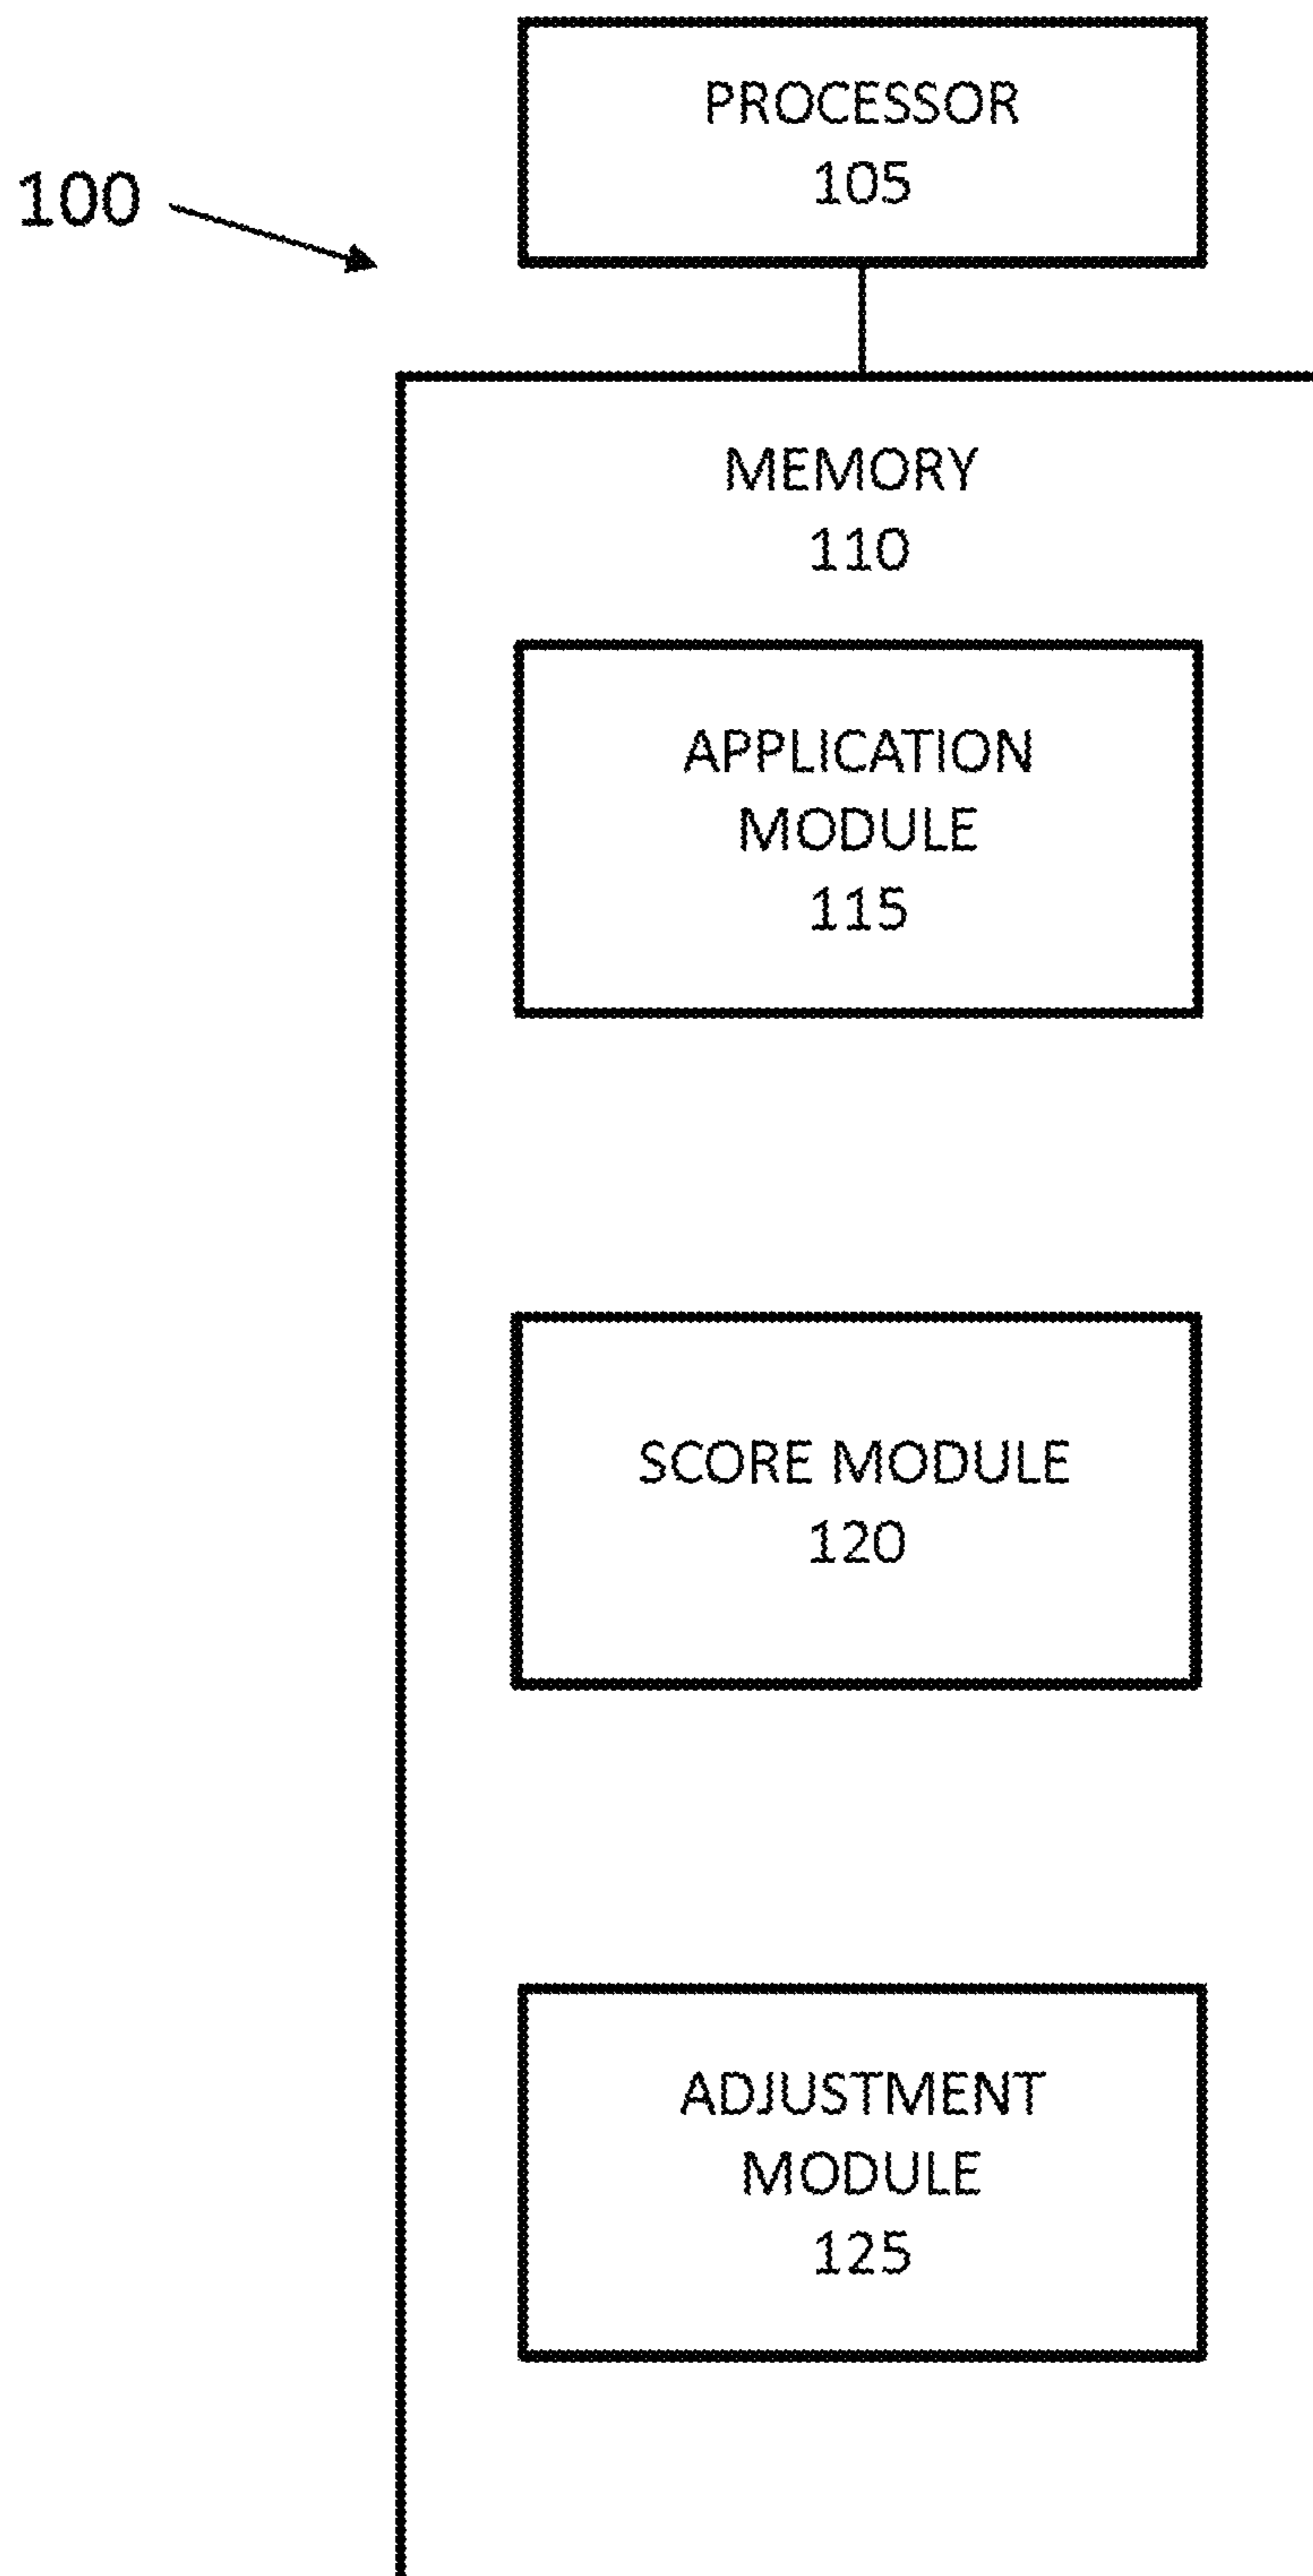 PROCESSOR
105
100
MEMORY
110
APPLICATION
MODULE
115
SCORE MODULE
120
ADJUSTMENT
MODULE
125